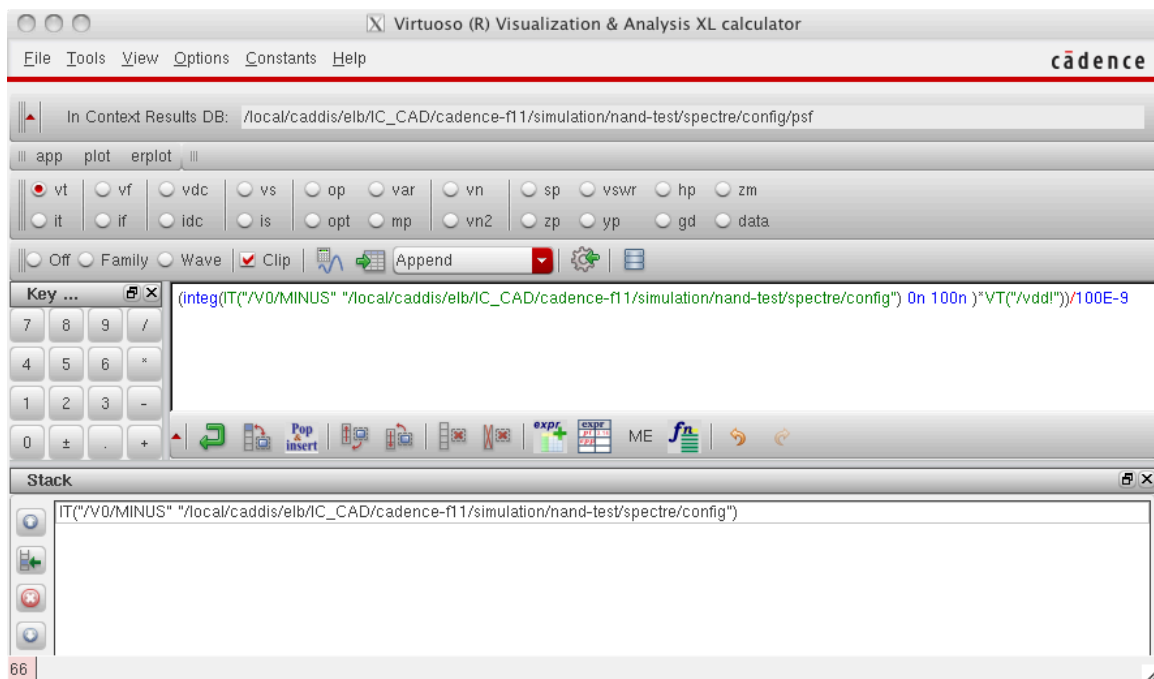 X Virtuoso (R) Visualization & Analysis XL calculator
File Tools View Options Constants Help cādence
In Context Results DB: /local/caddis/elb/IC_CAD/cadence-f11/simulation/nand-test/spectre/config/psf
app plot erplot
vt vf vdc vs op var vn sp vswr hp zm
it if idc is opt mp vn2 zp yp gd data
Off Family Wave Clip Append
Key ...
(integ(IT("/V0/MINUS" "/local/caddis/elb/IC_CAD/cadence-f11/simulation/nand-test/spectre/config") 0n 100n )*VT("/vdd!"))/100E-9
7 8 9 /
4 5 6 *
1 2 3 -
0 ± . +
Pop & insert expr expr ME fn
Stack
IT("/V0/MINUS" "/local/caddis/elb/IC_CAD/cadence-f11/simulation/nand-test/spectre/config")
66